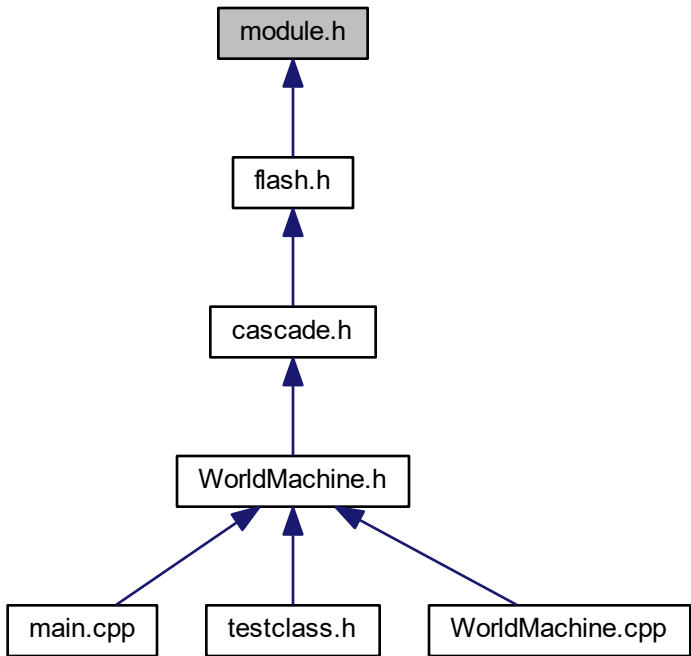 module.h
flash.h
cascade.h
WorldMachine.h
main.cpp
testclass.h
WorldMachine.cpp